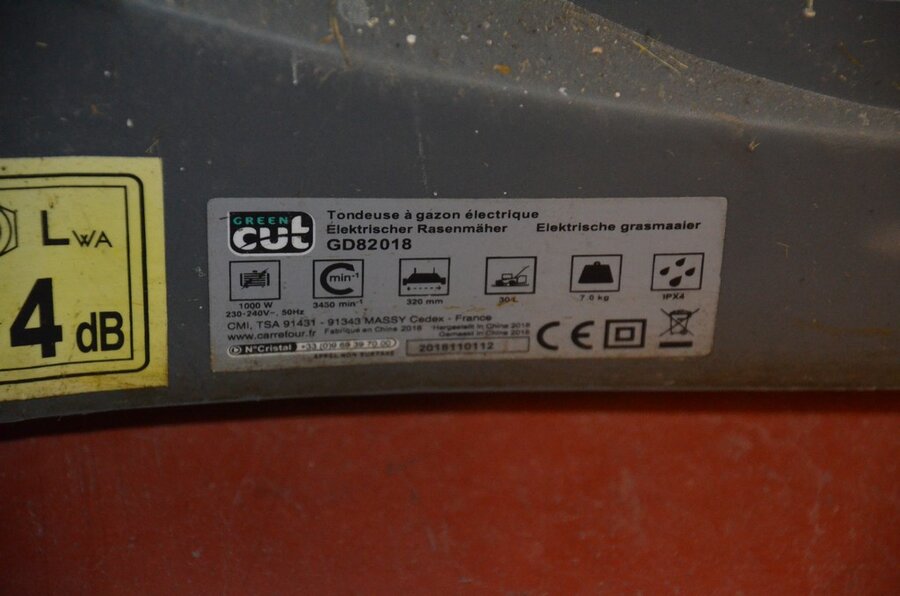 LWA
4 dB
GREEN
cut
Tondeuse à gazon électrique
Elektrischer Rasenmäher Elektrische grasmaaier
GD82018
min-1
1000 W 3450 min-1 320 mm 30 L 7.0 kg IPX4
230-240V~, 50Hz
CMI, TSA 91431 - 91343 MASSY Cedex - France
www.carrefour.com Fabriqué en Chine 2018 Hergestellt in China 2018
Gemaakt in China 2018
N°Cristal +33 (0)9 69 39 70 00 2018110112
APPEL NON SURTAXE
CE